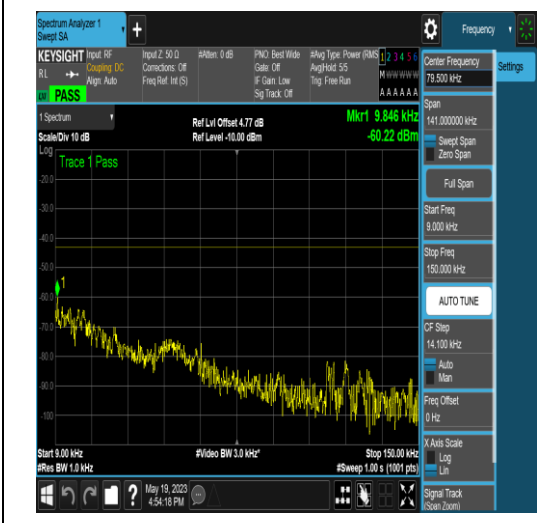 Spectrum Analyzer 1
Swept SA
Frequency
KEYSIGHT
RL
PASS
Input: RF
Coupling: DC
Align: Auto
Input Z: 50 Ω
Corrections: Off
Freq Ref: Int (S)
#Atten: 0 dB
PNO: Best Wide
Gate: Off
IF Gain: Low
Sig Track: Off
#Avg Type: Power (RMS
Avg|Hold: 5/5
Trig: Free Run
1 2 3 4 5 6
M W W W W W
A A A A A A
1 Spectrum
Scale/Div 10 dB
Log
Ref Lvl Offset 4.77 dB
Ref Level -10.00 dBm
Mkr1 9.846 kHz
-60.22 dBm
Trace 1 Pass
-20.0
-30.0
-40.0
-50.0
-60.0
-70.0
-80.0
-90.0
-100
1
Start 9.00 kHz
#Res BW 1.0 kHz
#Video BW 3.0 kHz*
Stop 150.00 kHz
#Sweep 1.00 s (1001 pts)
May 19, 2023
4:54:18 PM
Center Frequency
79.500 kHz
Settings
Span
141.000000 kHz
Swept Span
Zero Span
Full Span
Start Freq
9.000 kHz
Stop Freq
150.000 kHz
AUTO TUNE
CF Step
14.100 kHz
Auto
Man
Freq Offset
0 Hz
X Axis Scale
Log
Lin
Signal Track
(Span Zoom)